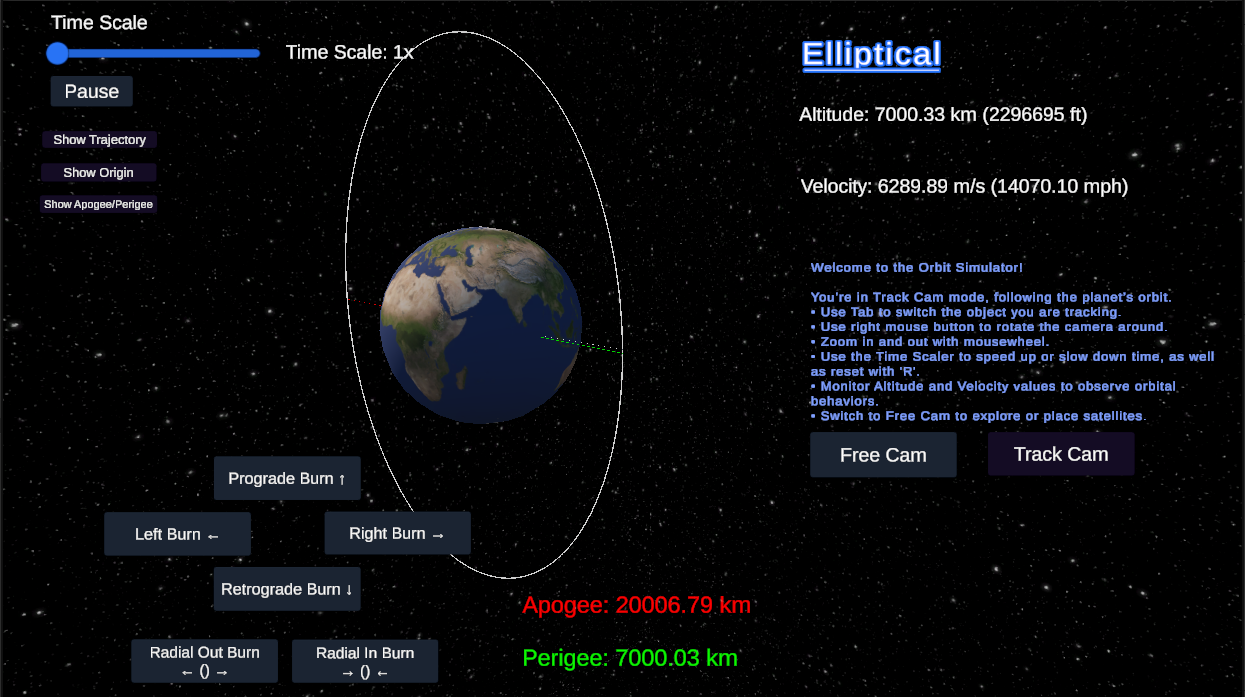 Time Scale
Time Scale: 1x
Pause
Show Trajectory
Show Origin
Show Apogee/Perigee
Elliptical
Altitude: 7000.33 km (2296695 ft)
Velocity: 6289.89 m/s (14070.10 mph)
Welcome to the Orbit Simulator!
You're in Track Cam mode, following the planet's orbit.
• Use Tab to switch the object you are tracking.
• Use right mouse button to rotate the camera around.
• Zoom in and out with mousewheel.
• Use the Time Scaler to speed up or slow down time, as well
as reset with 'R'.
• Monitor Altitude and Velocity values to observe orbital
behaviors.
• Switch to Free Cam to explore or place satellites.
Free Cam
Track Cam
Prograde Burn ↑
Left Burn ←
Right Burn →
Retrograde Burn ↓
Radial Out Burn
← () →
Radial In Burn
→ () ←
Apogee: 20006.79 km
Perigee: 7000.03 km